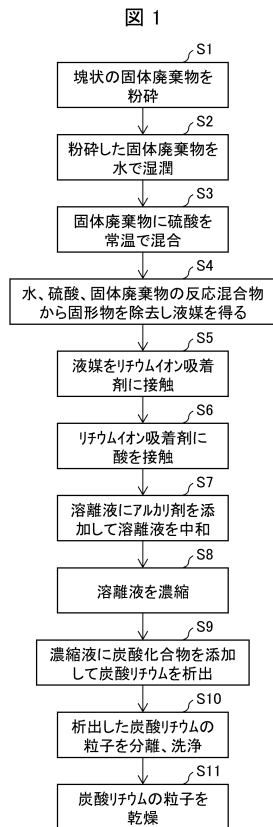 図 1
S1
塊状の固体廃棄物を
粉砕
S2
粉砕した固体廃棄物を
水で湿潤
S3
固体廃棄物に硫酸を
常温で混合
S4
水、硫酸、固体廃棄物の反応混合物
から固形物を除去し液媒を得る
S5
液媒をリチウムイオン吸着
剤に接触
S6
リチウムイオン吸着剤に
酸を接触
S7
溶離液にアルカリ剤を添
加して溶離液を中和
S8
溶離液を濃縮
S9
濃縮液に炭酸化合物を添加
して炭酸リチウムを析出
S10
析出した炭酸リチウムの
粒子を分離、洗浄
S11
炭酸リチウムの粒子を
乾燥